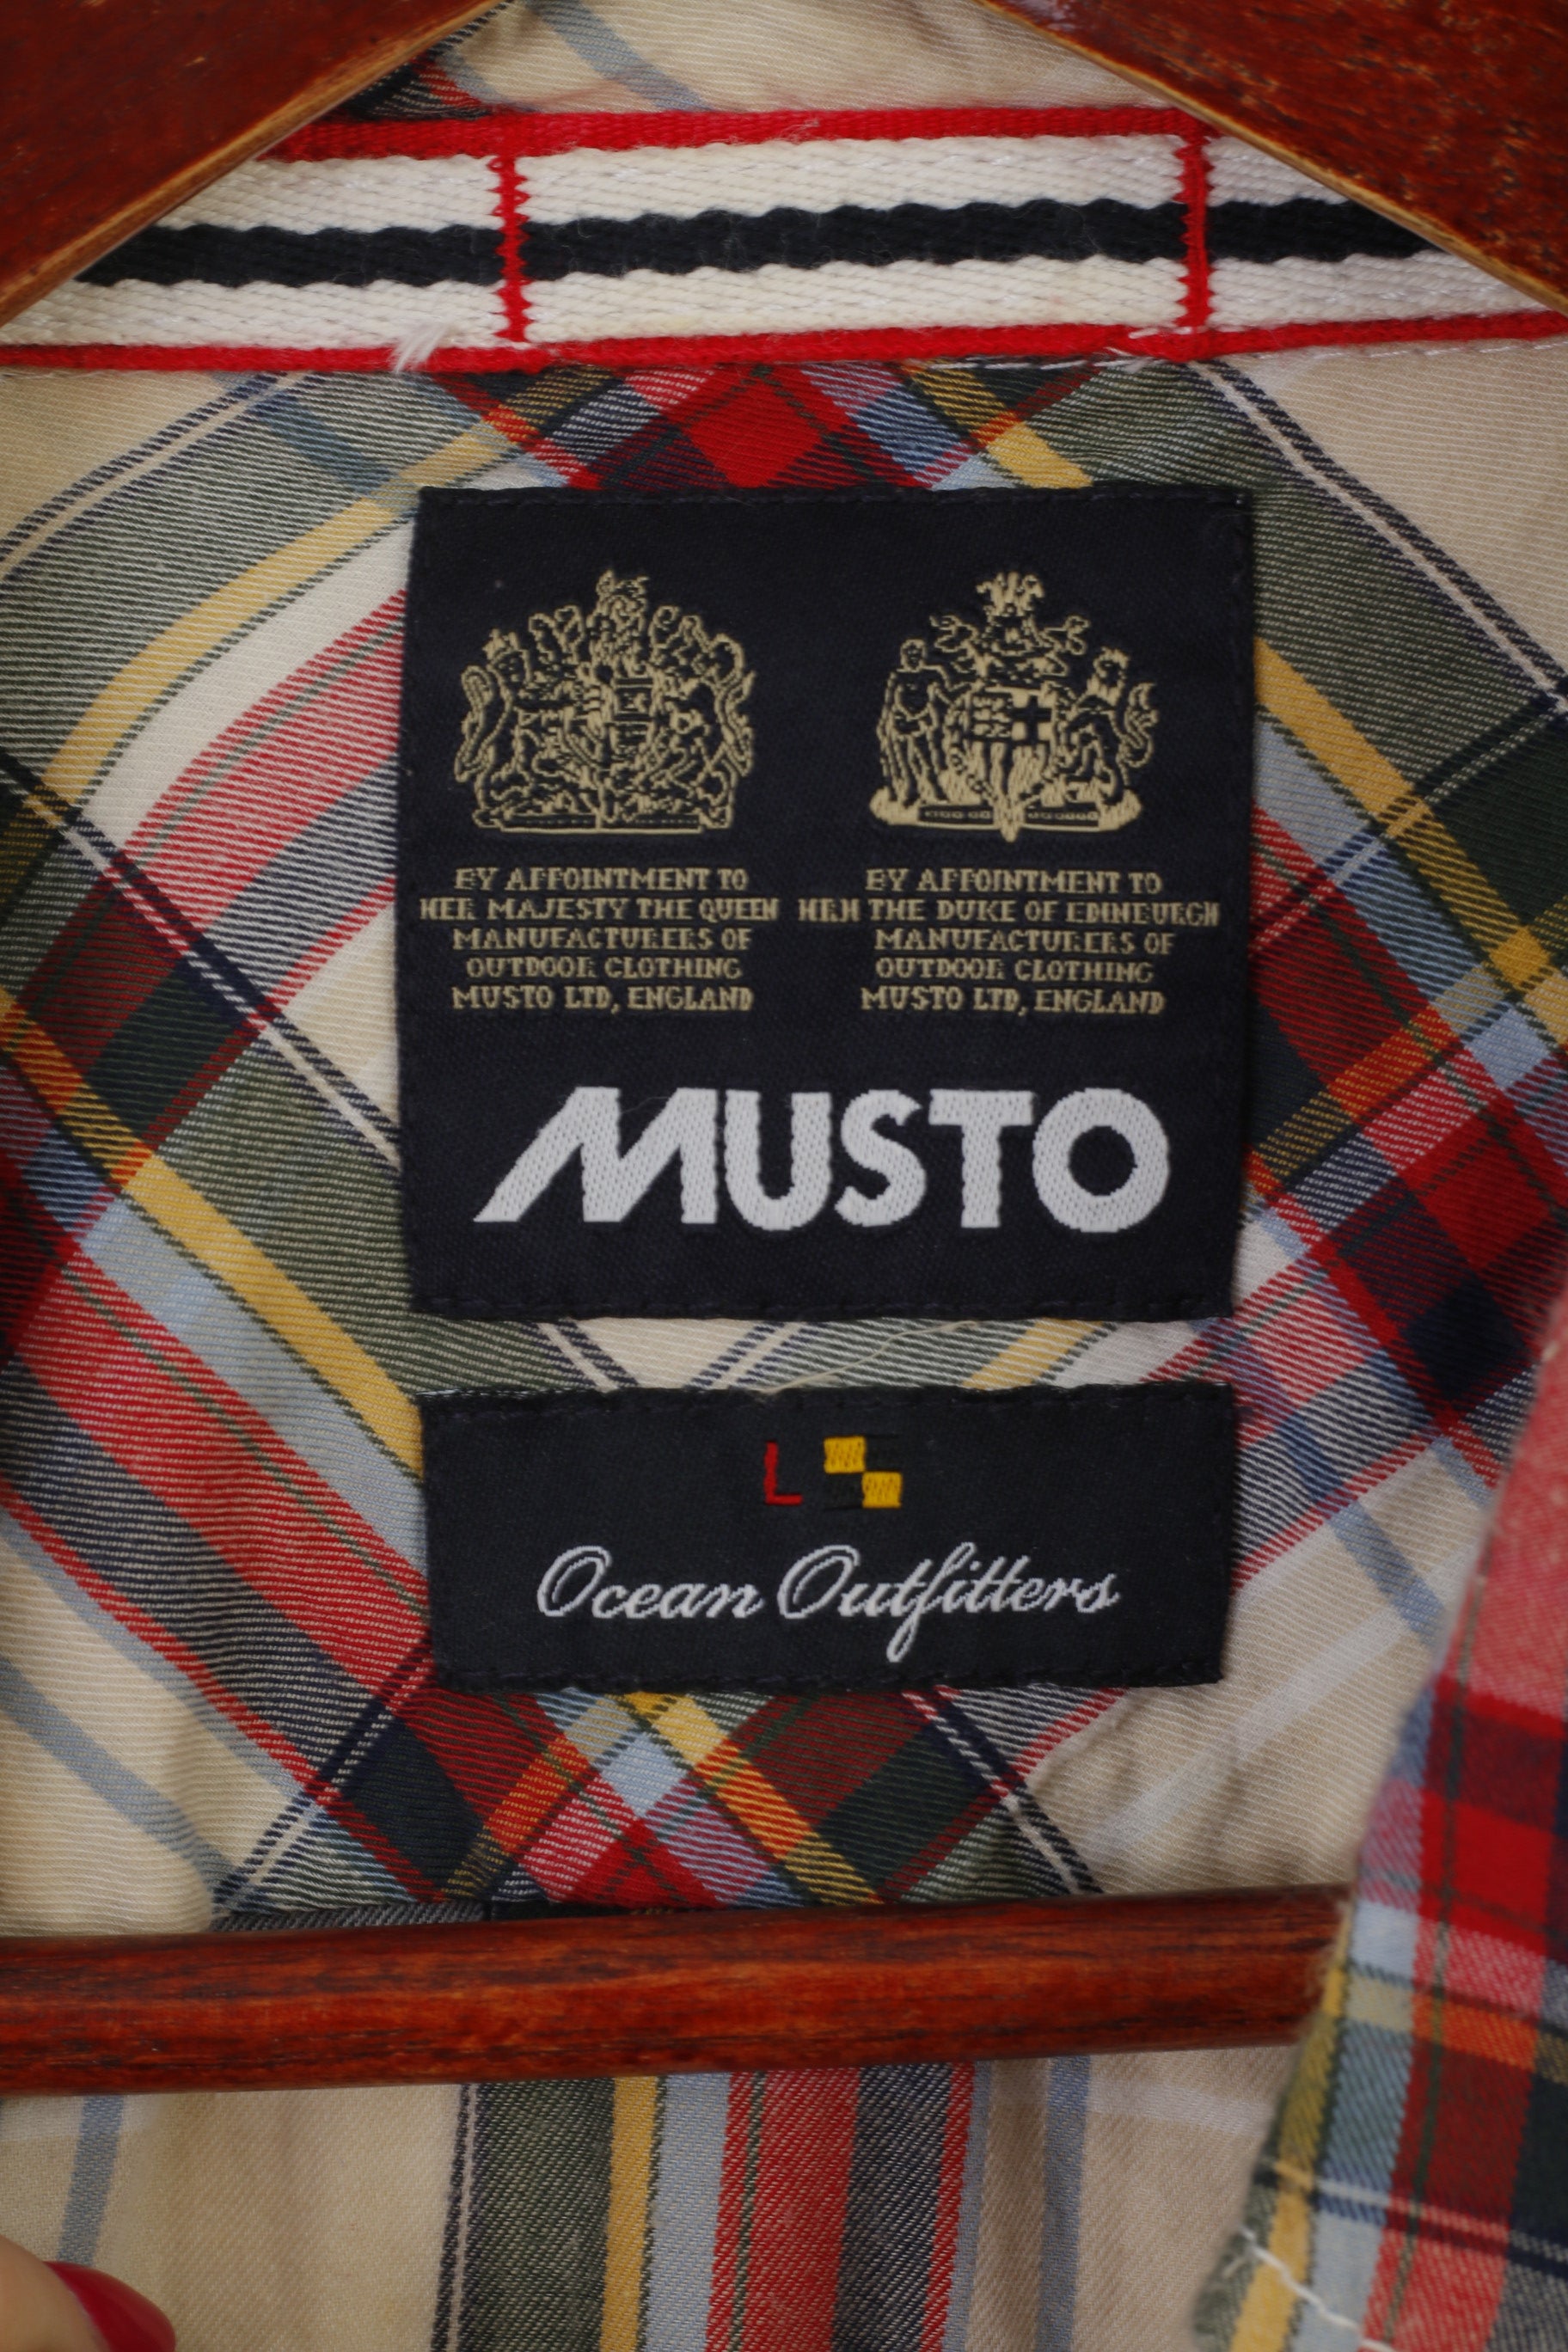 BY APPOINTMENT TO
HER MAJESTY THE QUEEN
MANUFACTURERS OF
OUTDOOR CLOTHING
MUSTO LTD, ENGLAND
BY APPOINTMENT TO
HRH THE DUKE OF EDINBURGH
MANUFACTURERS OF
OUTDOOR CLOTHING
MUSTO LTD, ENGLAND
MUSTO
L
Ocean Outfitters